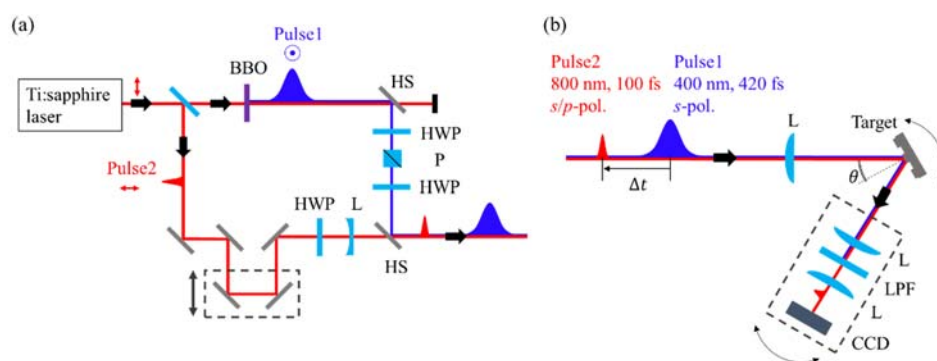 (a)
Pulse1
BBO
HS
Ti:sapphire
laser
HWP
P
Pulse2
HWP
HWP
L
HS
(b)
Pulse2
800 nm, 100 fs
s/p-pol.
Pulse1
400 nm, 420 fs
s-pol.
L
Target
Δt
θ
L
LPF
L
CCD